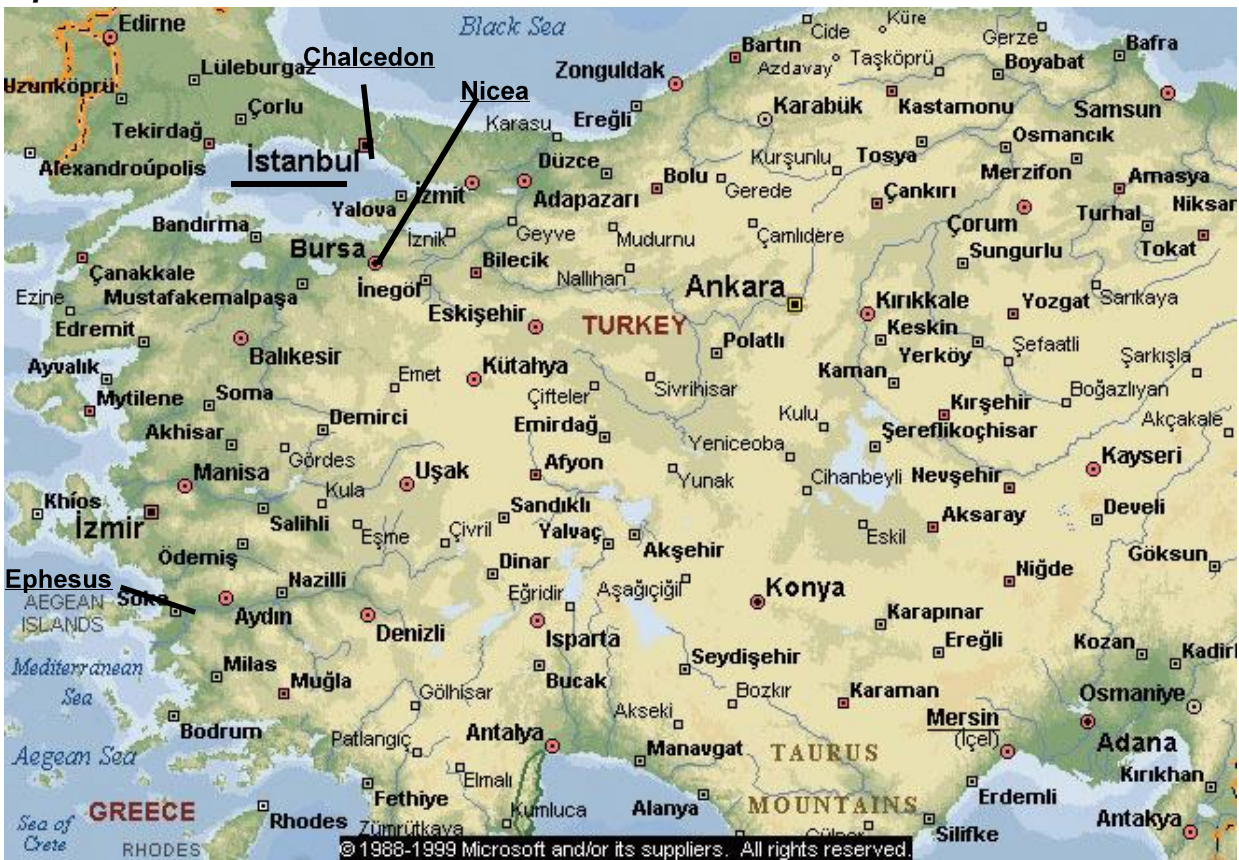 Edirne
Black Sea
Cide
Küre
Gerze
Bafra
Chalcedon
Bartın
Azdavay
Taşköprü
Boyabat
Uzunköprü
Lüleburgaz
Zonguldak
Nicea
Karabük
Kastamonu
Samsun
Çorlu
Karasu
Ereğli
Tekirdağ
Osmancık
Alexandroúpolis
İstanbul
Düzce
Kurşunlu
Tosya
Merzifon
Amasya
Yalova
İzmit
Adapazarı
Bolu
Gerede
Çankırı
Çorum
Turhal
Niksar
Bandırma
Bursa
İznik
Geyve
Mudurnu
Çamlıdere
Sungurlu
Tokat
Çanakkale
Bilecik
Nallıhan
Ezine
Mustafakemalpaşa
İnegöl
Ankara
Kırıkkale
Yozgat
Sarıkaya
Edremit
Eskişehir
TURKEY
Keskin
Balıkesir
Polatlı
Yerköy
Şefaatli
Şarkışla
Ayvalık
Kütahya
Kaman
Mytilene
Soma
Emet
Çifteler
Sivrihisar
Boğazlıyan
Demirci
Kulu
Kırşehir
Akçakale
Akhisar
Emirdağ
Yeniceoba
Şereflikoçhisar
Manisa
Gördes
Uşak
Afyon
Yunak
Cihanbeyli
Nevşehir
Kayseri
Khíos
Kula
İzmir
Salihli
Sandıklı
Aksaray
Develi
Eşme
Çivril
Yalvaç
Akşehir
Eskil
Ödemiş
Dinar
Göksun
Ephesus
Nazilli
Eğridir
Aşağıçiğil
Konya
Niğde
AEGEAN
ISLANDS
Söke
Aydın
Denizli
Isparta
Karapınar
Ereğli
Kozan
Kadirl
Mediterranean
Sea
Milas
Muğla
Bucak
Seydişehir
Gölhisar
Bozkır
Karaman
Osmaniye
Bodrum
Akseki
Mersin
(İçel)
Aegean Sea
Patlangıç
Antalya
Manavgat
TAURUS
Adana
Elmalı
Kırıkhan
GREECE
Fethiye
Kumluca
Alanya
MOUNTAINS
Erdemli
Sea of
Crete
RHODES
Rhodes
Zümrütkaya
Gülnar
Silifke
Antakya
© 1988-1999 Microsoft and/or its suppliers. All rights reserved.